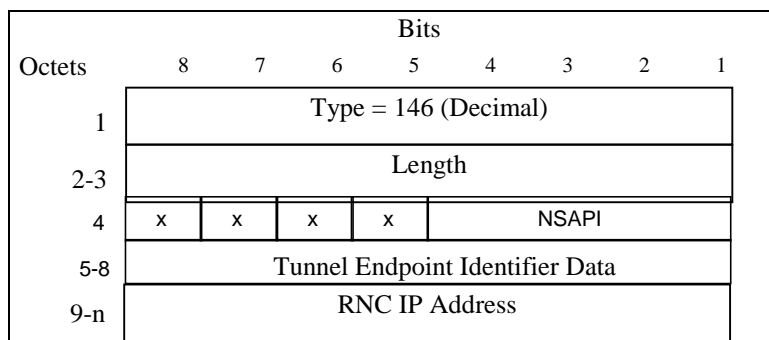 Bits
Octets 8 7 6 5 4 3 2 1
1 Type = 146 (Decimal)
2-3 Length
4 x x x x NSAPI
5-8 Tunnel Endpoint Identifier Data
9-n RNC IP Address